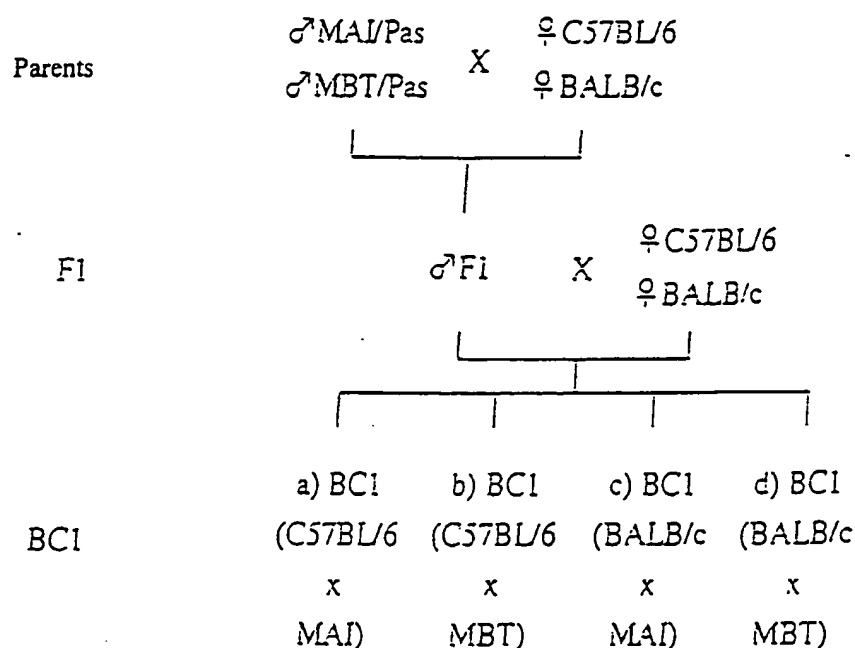 ♂MAI/Pas ♀C57BL/6
Parents X
♂MBT/Pas ♀BALB/c
♀C57BL/6
F1 ♂F1 X
♀BALB/c
a) BC1 b) BC1 c) BC1 d) BC1
BC1 (C57BL/6 (C57BL/6 (BALB/c (BALB/c
x x x x
MAI) MBT) MAI) MBT)